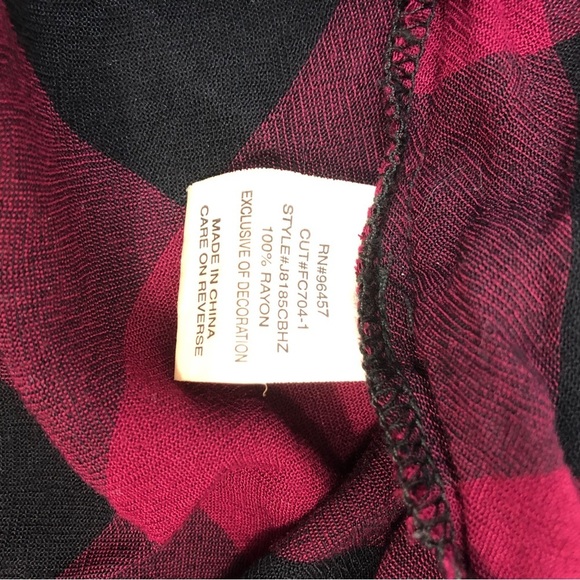 RN#96457
CUT#FC704-1
STYLE#J8185CBHZ
100% RAYON
EXCLUSIVE OF DECORATION
MADE IN CHINA
CARE ON REVERSE